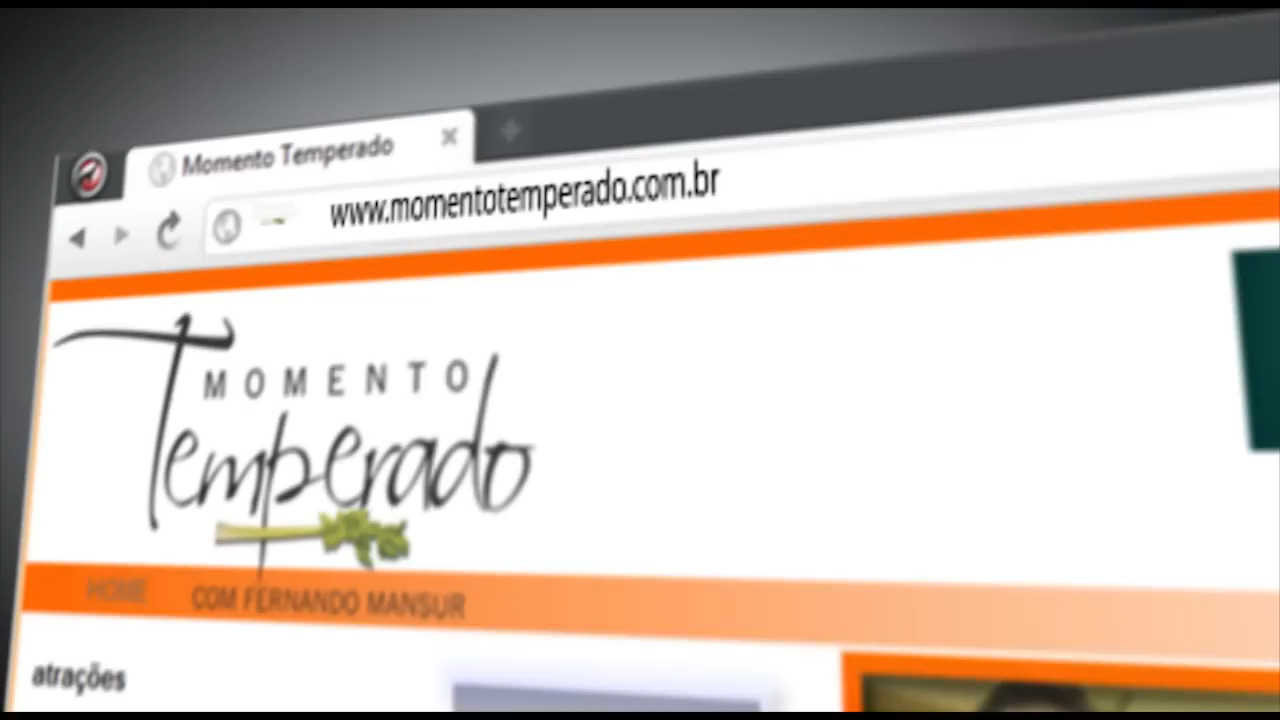 Momento Temperado
www.momentotemperado.com.br
MOMENTO
Temperado
HOME COM FERNANDO MANSUR
atrações